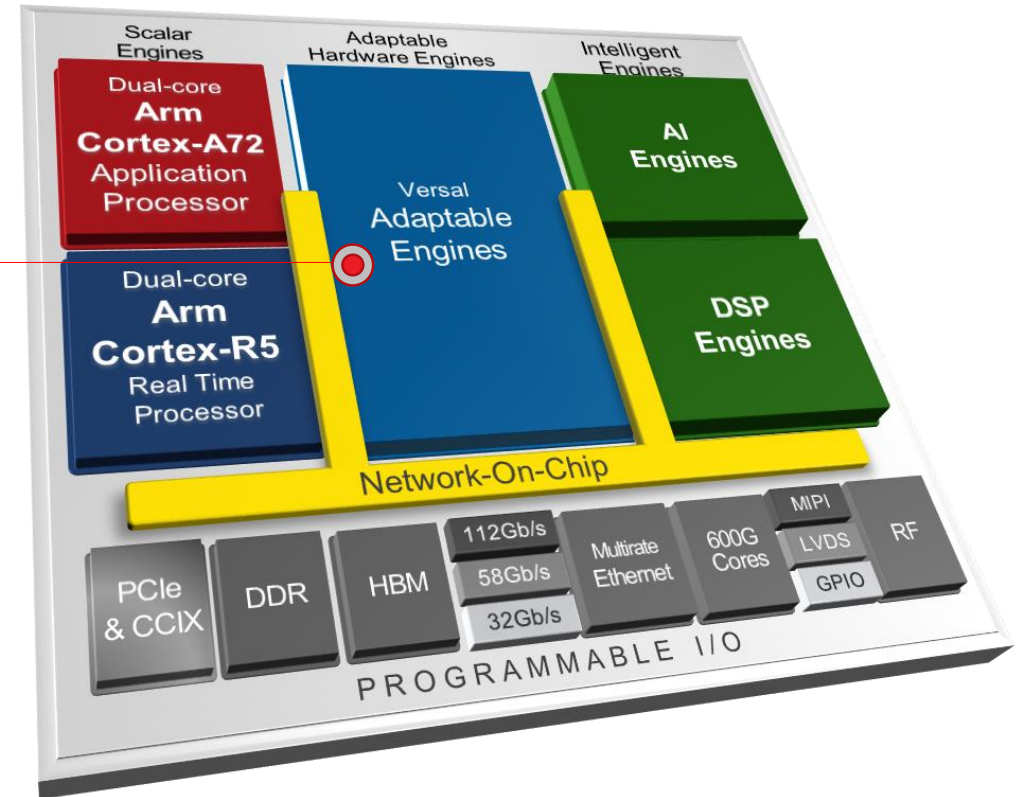 Scalar
Engines
Adaptable
Hardware Engines
Intelligent
Engines
Dual-core
Arm
Cortex-A72
Application
Processor
Versal
Adaptable
Engines
AI
Engines
Dual-core
Arm
Cortex-R5
Real Time
Processor
DSP
Engines
Network-On-Chip
PCIe
& CCIX
DDR
HBM
112Gb/s
58Gb/s
32Gb/s
Multirate
Ethernet
600G
Cores
MIPI
LVDS
GPIO
RF
PROGRAMMABLE I/O